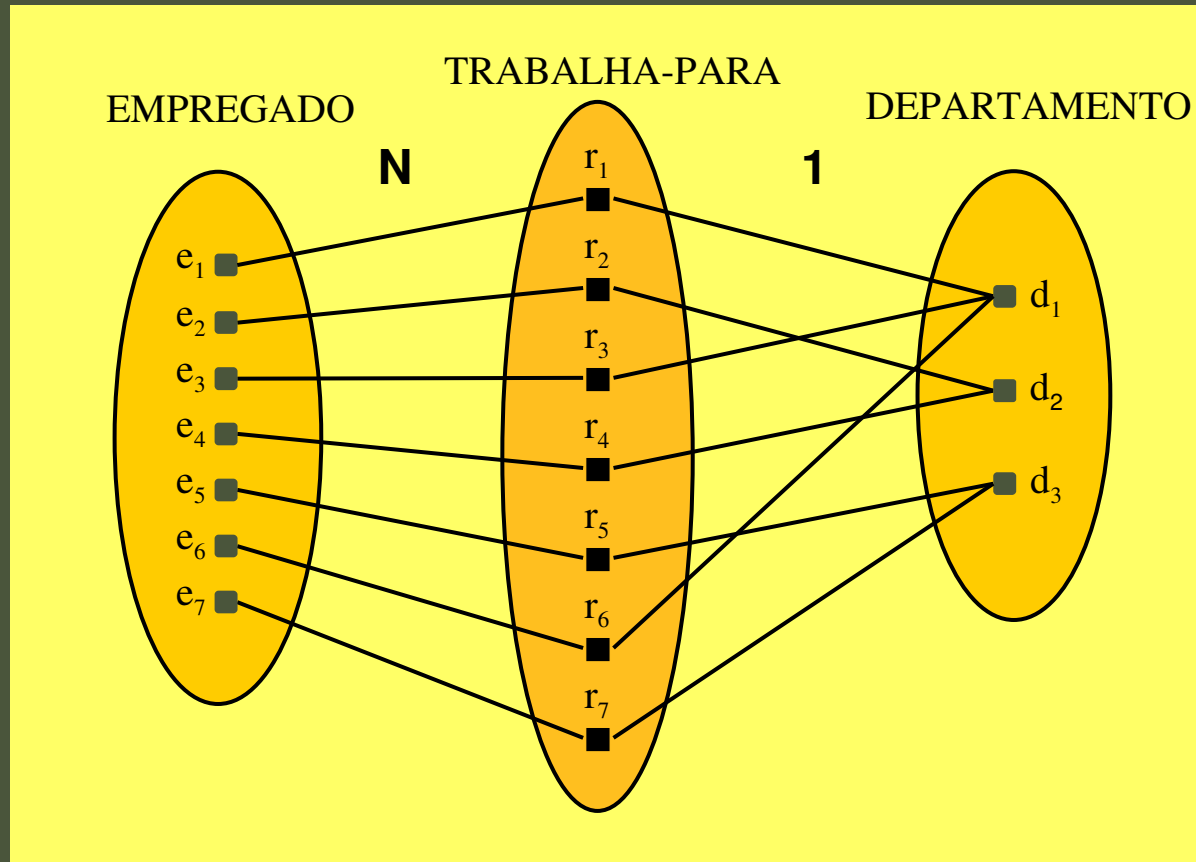 TRABALHA-PARA
EMPREGADO
DEPARTAMENTO
N
1
r1
r2
r3
r4
r5
r6
r7
e1
e2
e3
e4
e5
e6
e7
d1
d2
d3